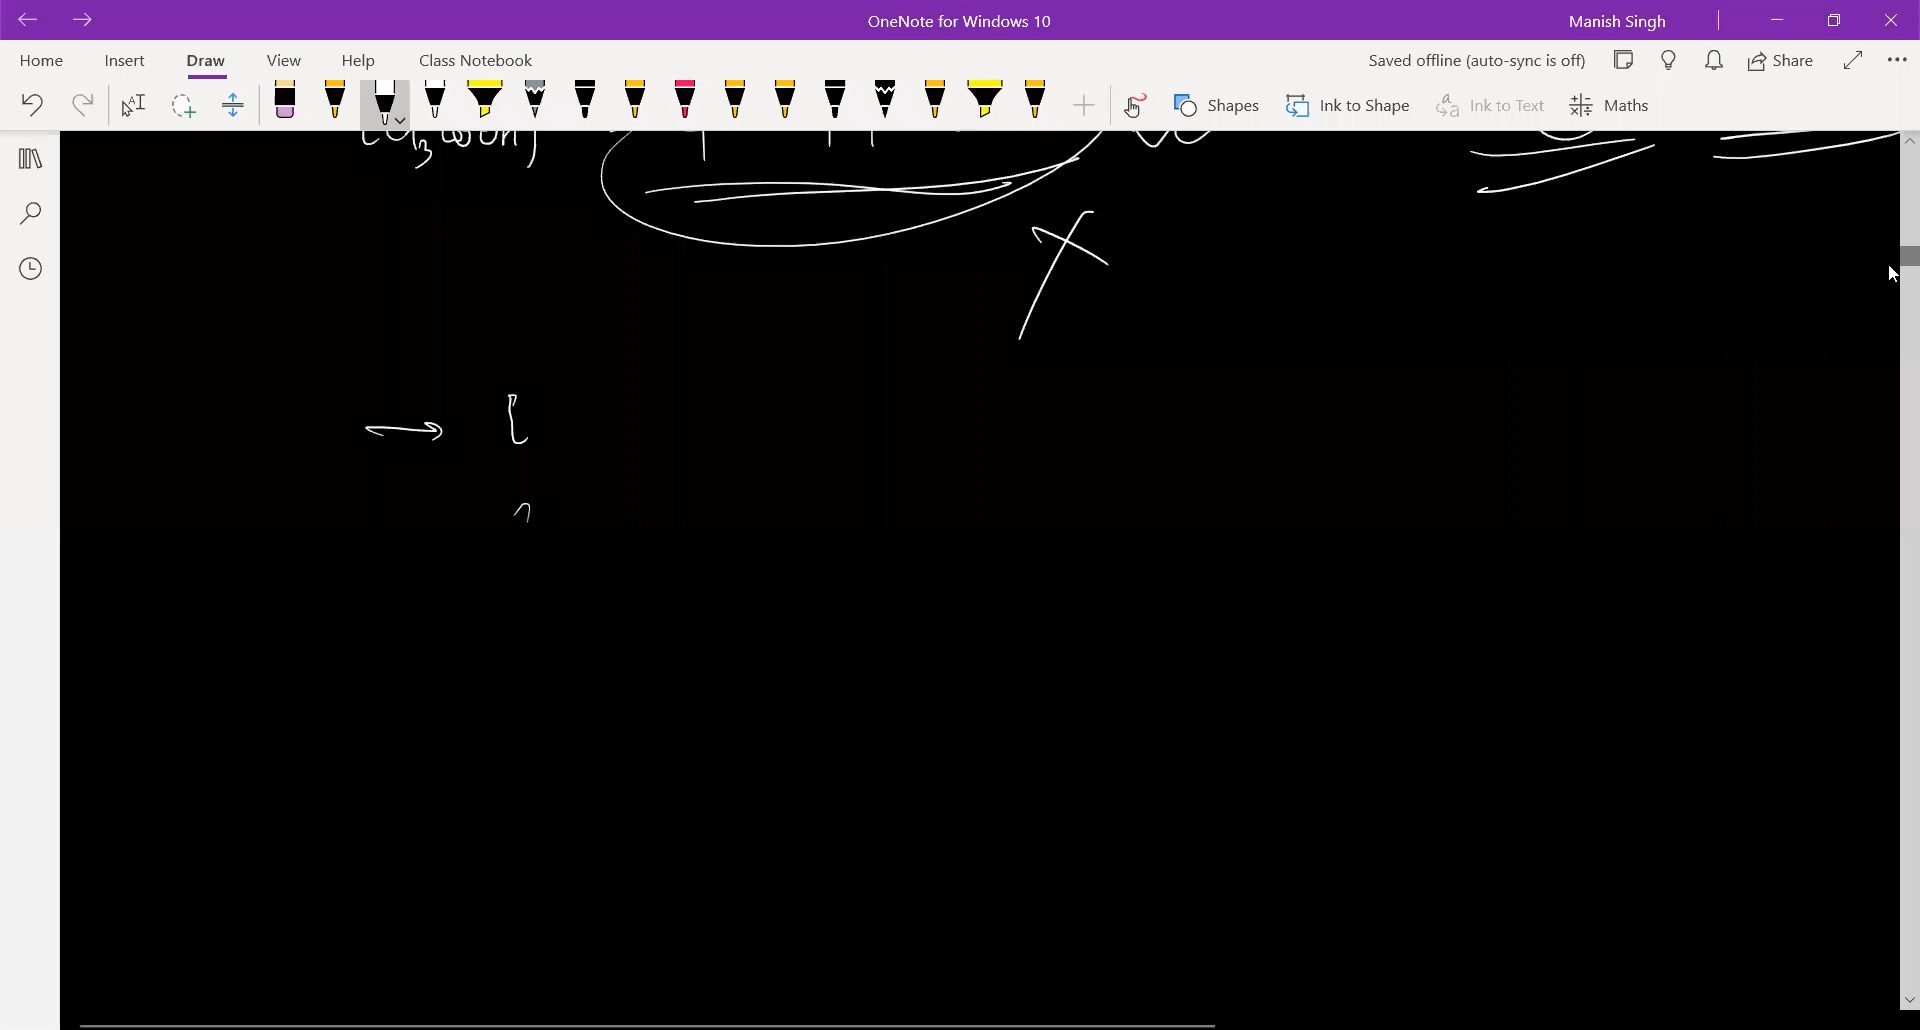 OneNote for Windows 10 Manish Singh
Home Insert Draw View Help Class Notebook Saved offline (auto-sync is off) Share
Shapes Ink to Shape Ink to Text Maths